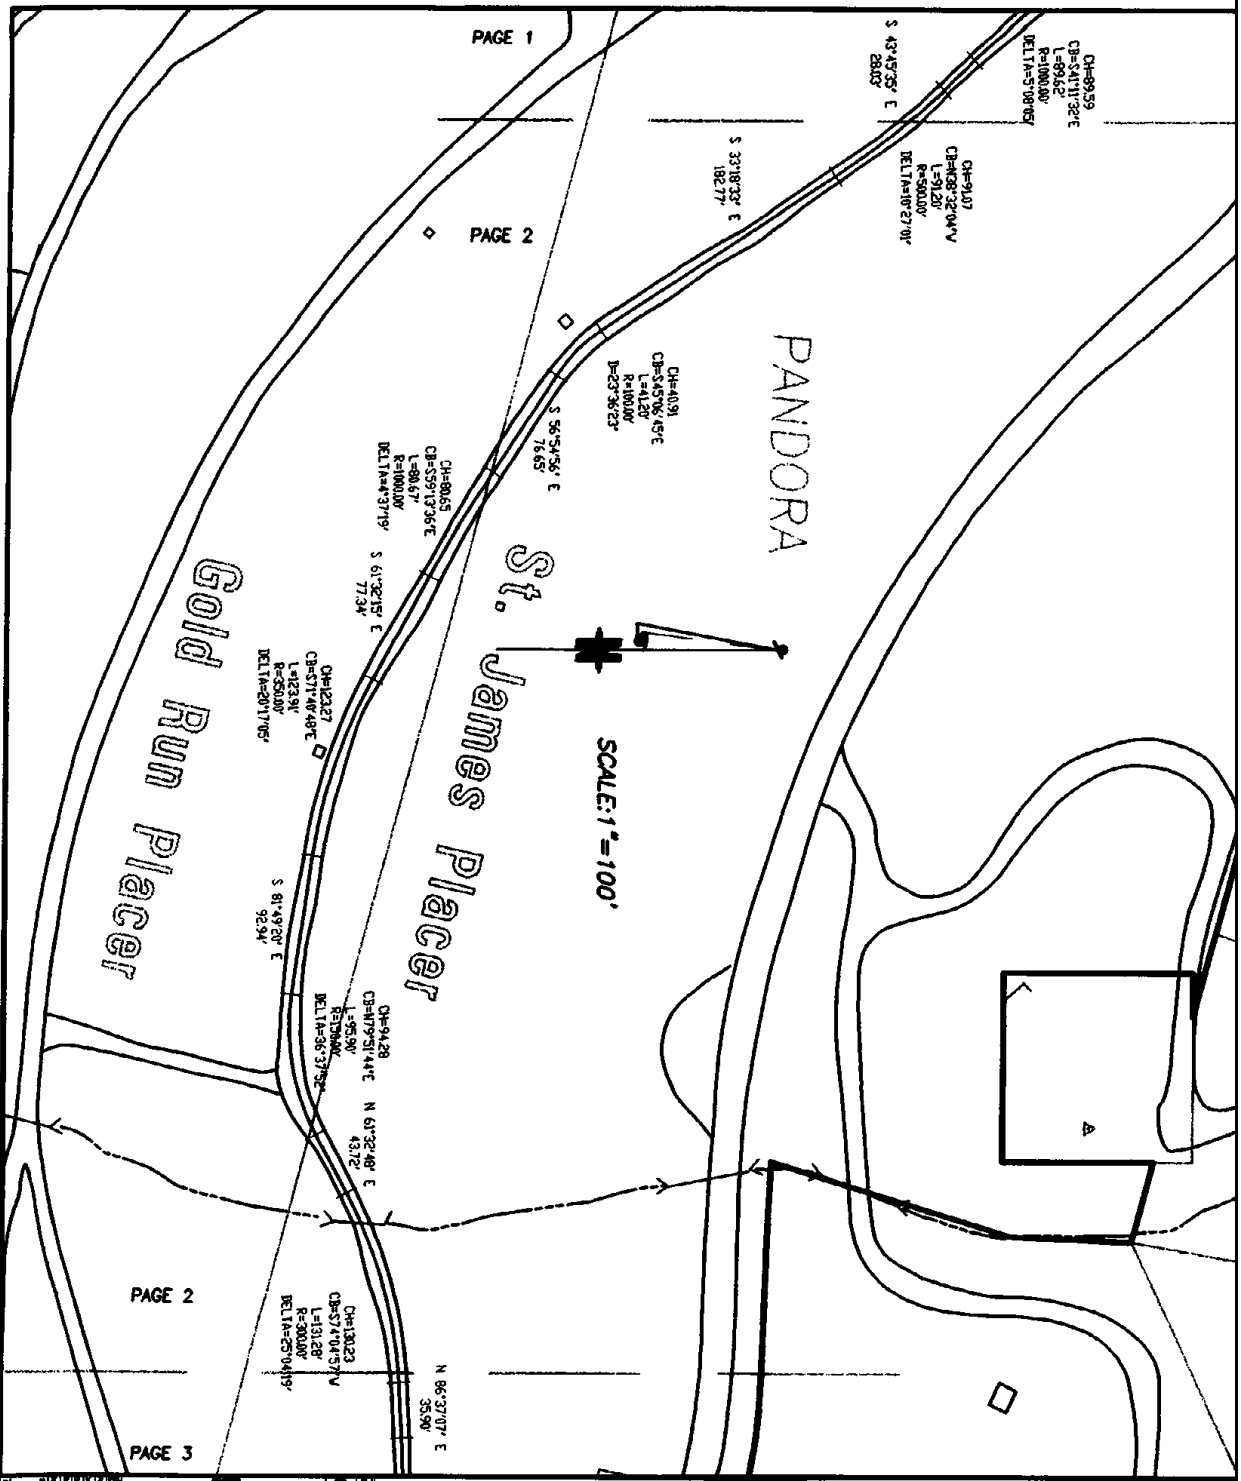 PAGE 1
CH=89.59
CB=S41°11'32"E
L=89.62'
R=1000.00'
DELTA=5°08'05"
S 43°45'35" E
28.03'
CH=91.07
CB=N38°32'04"W
L=91.20'
R=500.00'
DELTA=10°27'01"
S 33°18'33" E
182.77'
PAGE 2
PANDORA
CH=40.91
CB=S45°06'45"E
L=41.20'
R=100.00'
D=23°36'23"
S 56°54'56" E
76.65'
CH=80.65
CB=S59°13'36"E
L=80.67'
R=1000.00'
DELTA=4°37'19"
S 61°32'15" E
77.34'
St. James Placer
Gold Run Placer
N
SCALE:1"=100'
CH=123.27
CB=S71°40'48"E
L=123.91'
R=350.00'
DELTA=20°17'05"
S 81°49'20" E
92.94'
CH=94.28
CB=N79°51'44"E
L=95.90'
R=150.00'
DELTA=36°37'52"
N 61°32'48" E
43.72'
PAGE 2
CH=130.23
CB=S74°04'57"W
L=131.28'
R=300.00'
DELTA=25°04'19"
N 86°37'07" E
35.90'
PAGE 3